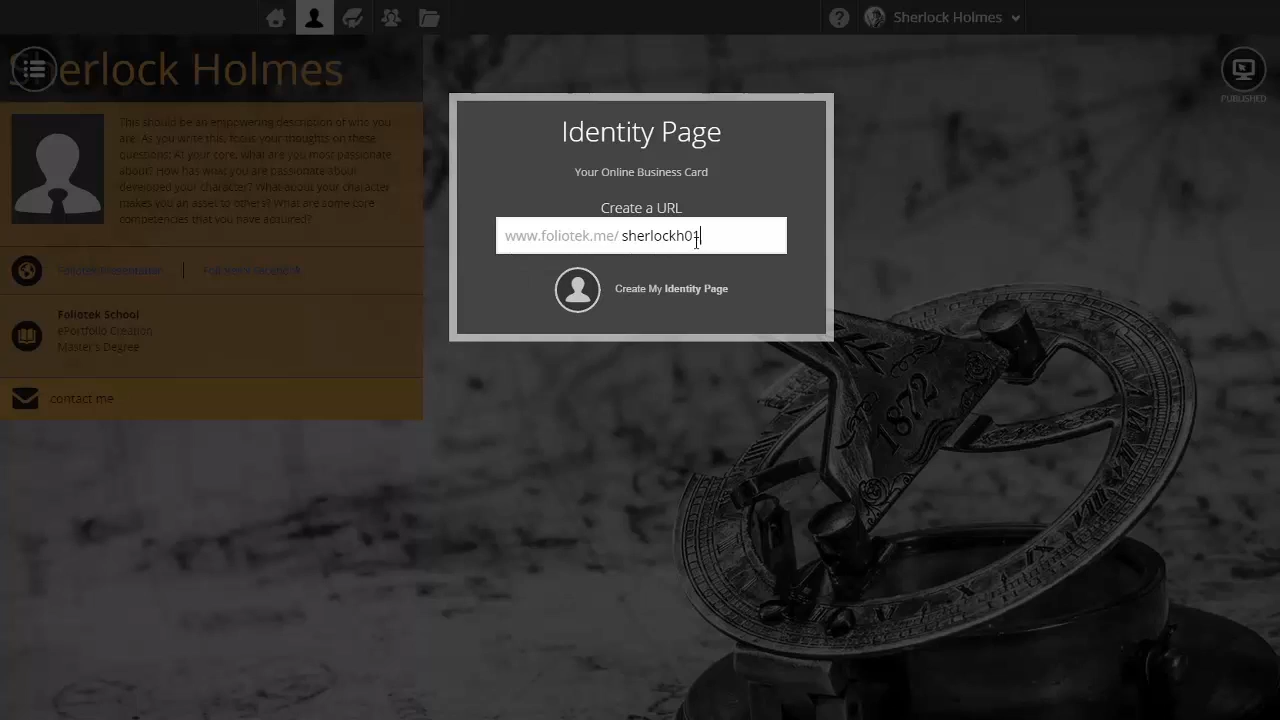 Sherlock Holmes
Sherlock Holmes
PUBLISHED
This should be an empowering description of who you
are. As you write this, focus your thoughts on these
questions: At your core, what are you most passionate
about? How has what you are passionate about
developed your character? What about your character
makes you an asset to others? What are some core
competencies that you have acquired?
Foliotek School
ePortfolio Creation
Master's Degree
contact me
Identity Page
Your Online Business Card
Create a URL
www.foliotek.me/ sherlockh01
Create My Identity Page
1872